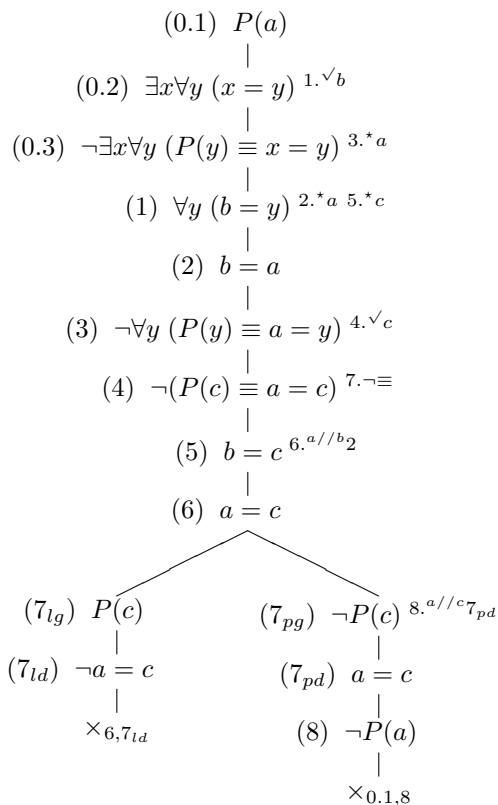 (0.1) P(a)
(0.2) ∃x∀y (x = y) 1.√b
(0.3) ¬∃x∀y (P(y) ≡ x = y) 3.⋆a
(1) ∀y (b = y) 2.⋆a 5.⋆c
(2) b = a
(3) ¬∀y (P(y) ≡ a = y) 4.√c
(4) ¬(P(c) ≡ a = c) 7.¬≡
(5) b = c 6.a//b2
(6) a = c
(7lg) P(c) (7pg) ¬P(c) 8.a//c7pd
(7ld) ¬a = c (7pd) a = c
×6,7ld (8) ¬P(a)
×0.1,8